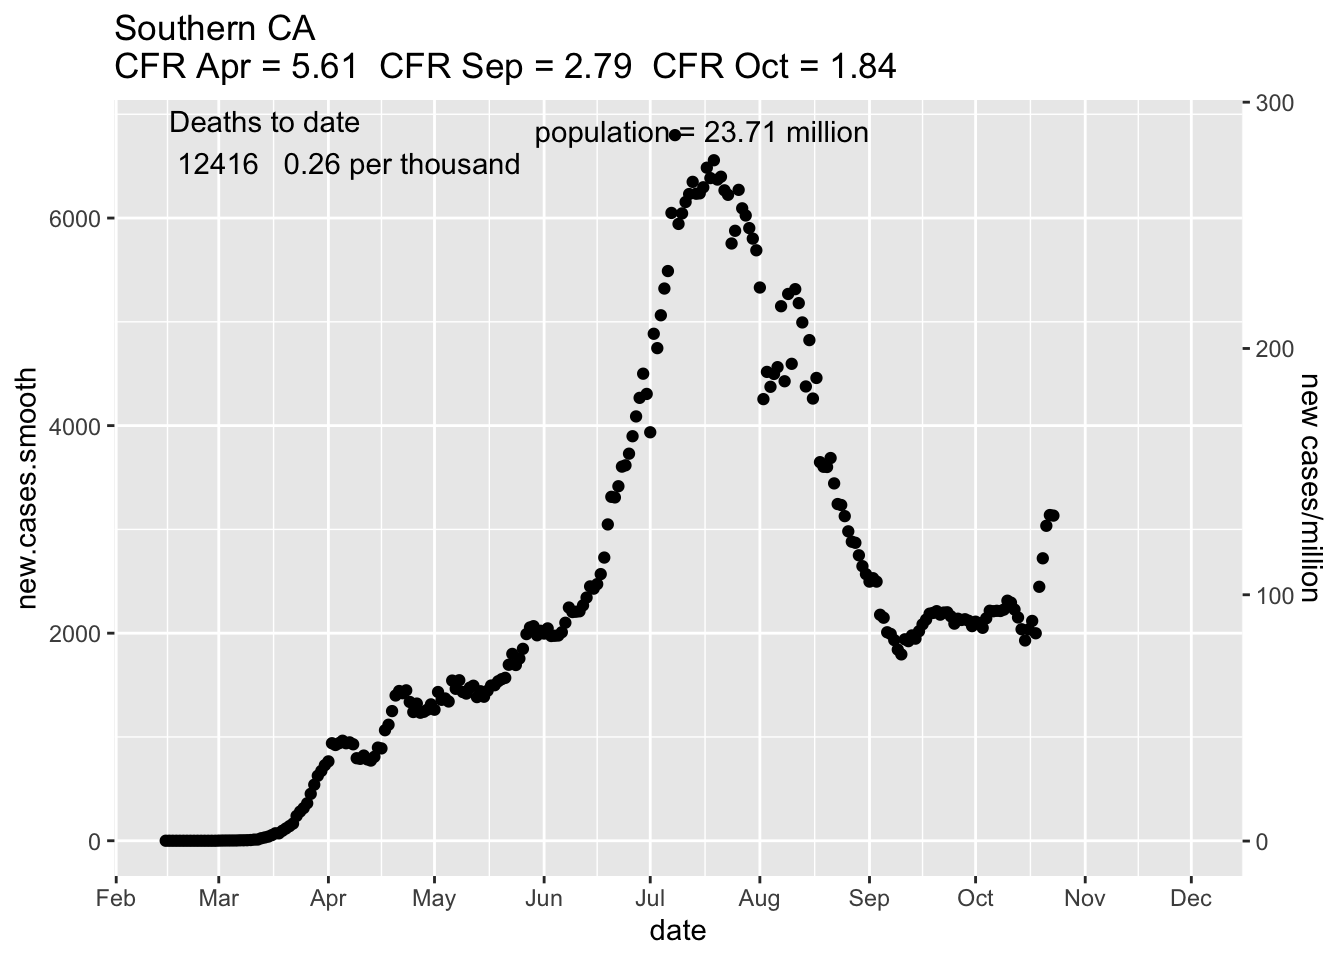 Southern CA
CFR Apr = 5.61  CFR Sep = 2.79  CFR Oct = 1.84
Deaths to date
12416   0.26 per thousand
population = 23.71 million
new.cases.smooth
6000
4000
2000
0
300
200
100
0
new cases/million
Feb Mar Apr May Jun Jul Aug Sep Oct Nov Dec
date